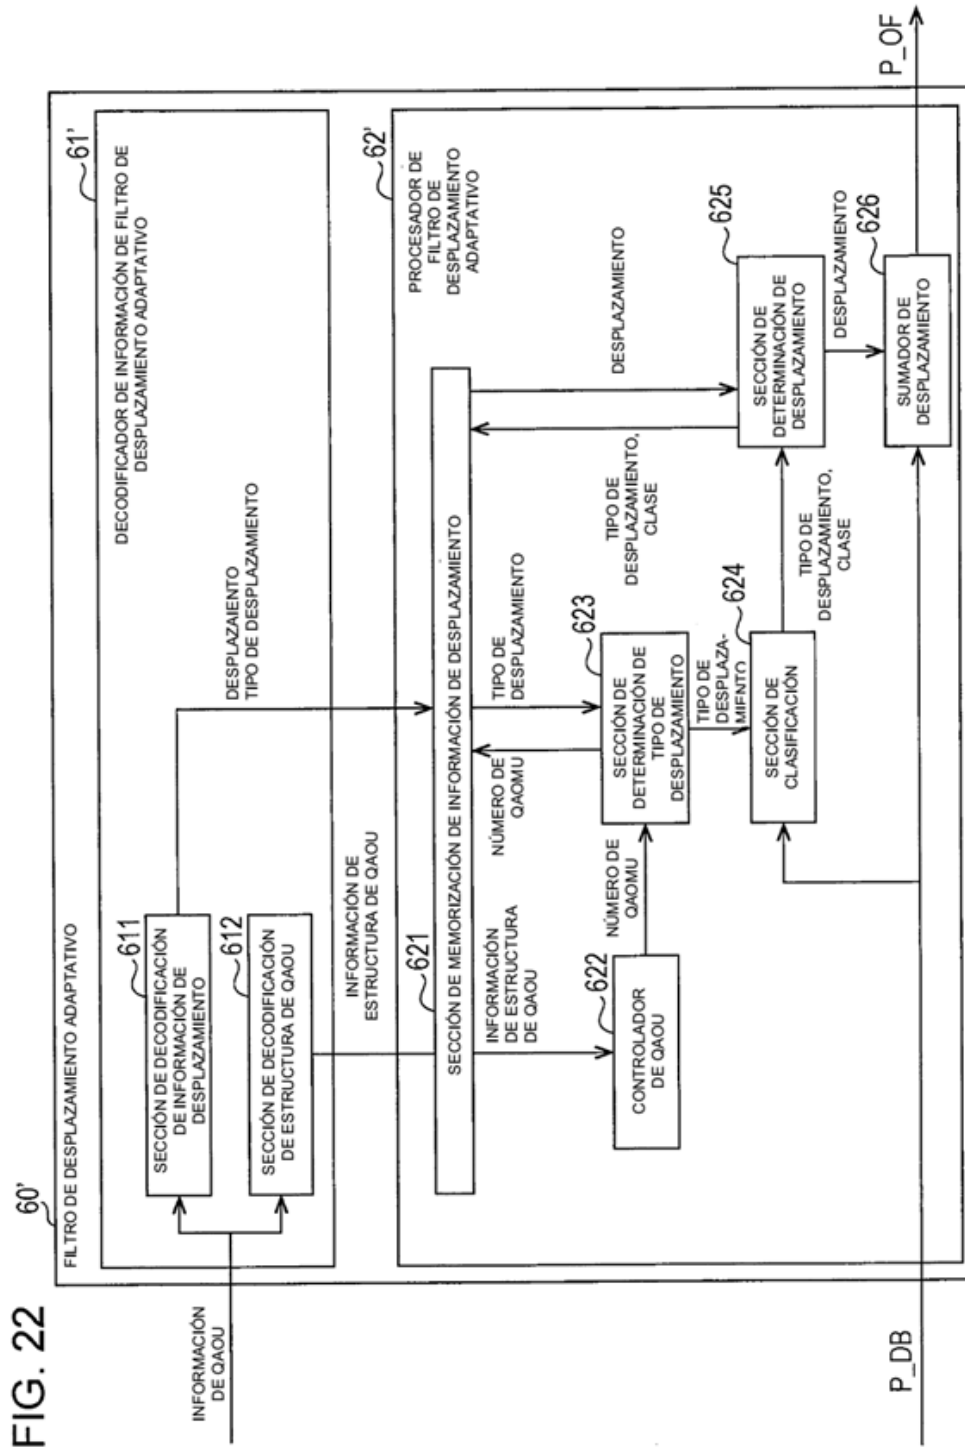 FIG. 22
60'
FILTRO DE DESPLAZAMIENTO ADAPTATIVO
61'
DECODIFICADOR DE INFORMACIÓN DE FILTRO DE
DESPLAZAMIENTO ADAPTATIVO
INFORMACIÓN
DE QAOU
611
SECCIÓN DE DECODIFICACIÓN
DE INFORMACIÓN DE
DESPLAZAMIENTO
612
SECCIÓN DE DECODIFICACIÓN
DE ESTRUCTURA DE QAOU
DESPLAZAIENTO
TIPO DE DESPLAZAMIENTO
INFORMACIÓN DE
ESTRUCTURA DE QAOU
62'
PROCESADOR DE
FILTRO DE
DESPLAZAMIENTO
ADAPTATIVO
621
SECCIÓN DE MEMORIZACIÓN DE INFORMACIÓN DE DESPLAZAMIENTO
INFORMACIÓN
DE ESTRUCTURA
DE QAOU
NÚMERO DE
QAOMU
TIPO DE
DESPLAZAMIENTO
TIPO DE
DESPLAZAMIENTO,
CLASE
DESPLAZAMIENTO
622
CONTROLADOR
DE QAOU
NÚMERO DE
QAOMU
623
SECCIÓN DE
DETERMINACIÓN DE
TIPO DE
DESPLAZAMIENTO
TIPO DE
DESPLAZA-
MIENTO
624
SECCIÓN DE
CLASIFICACIÓN
TIPO DE
DESPLAZAMIENTO,
CLASE
625
SECCIÓN DE
DETERMINACIÓN DE
DESPLAZAMIENTO
DESPLAZAMIENTO
626
SUMADOR DE
DESPLAZAMIENTO
P_DB
P_OF